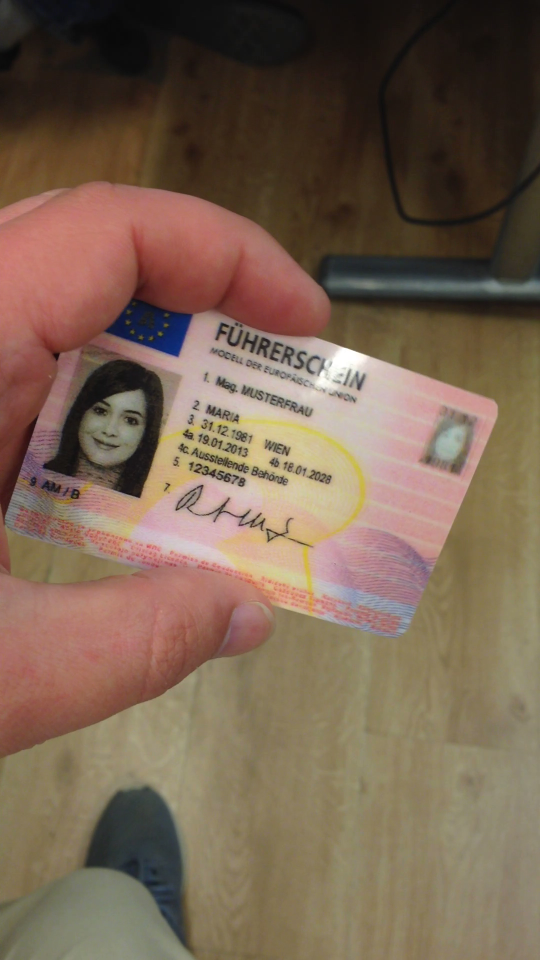 FÜHRERSCHEIN
MODELL DER EUROPÄISCHEN UNION
1. Mag. MUSTERFRAU
2 MARIA
3. 31.12.1981 WIEN
4a. 19.01.2013 4b 18.01.2028
4c. Ausstellende Behörde
5. 12345678
7.
9 AM / B